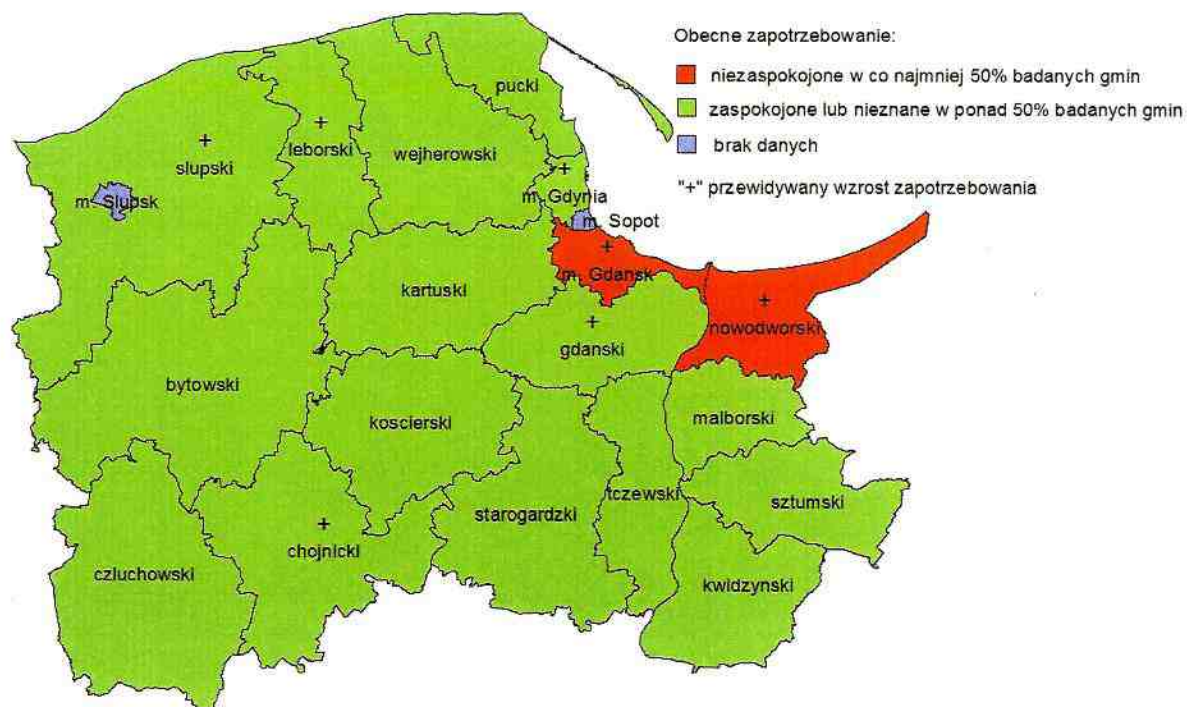 Obecne zapotrzebowanie:
niezaspokojone w co najmniej 50% badanych gmin
zaspokojone lub nieznane w ponad 50% badanych gmin
brak danych
"+" przewidywany wzrost zapotrzebowania
pucki
+
slupski
+
leborski
wejherowski
+
m. Gdynia
m. Slupsk
m. Sopot
+
m. Gdansk
kartuski
+
nowodworski
+
gdanski
bytowski
koscierski
malborski
tczewski
sztumski
starogardzki
+
chojnicki
czluchowski
kwidzynski